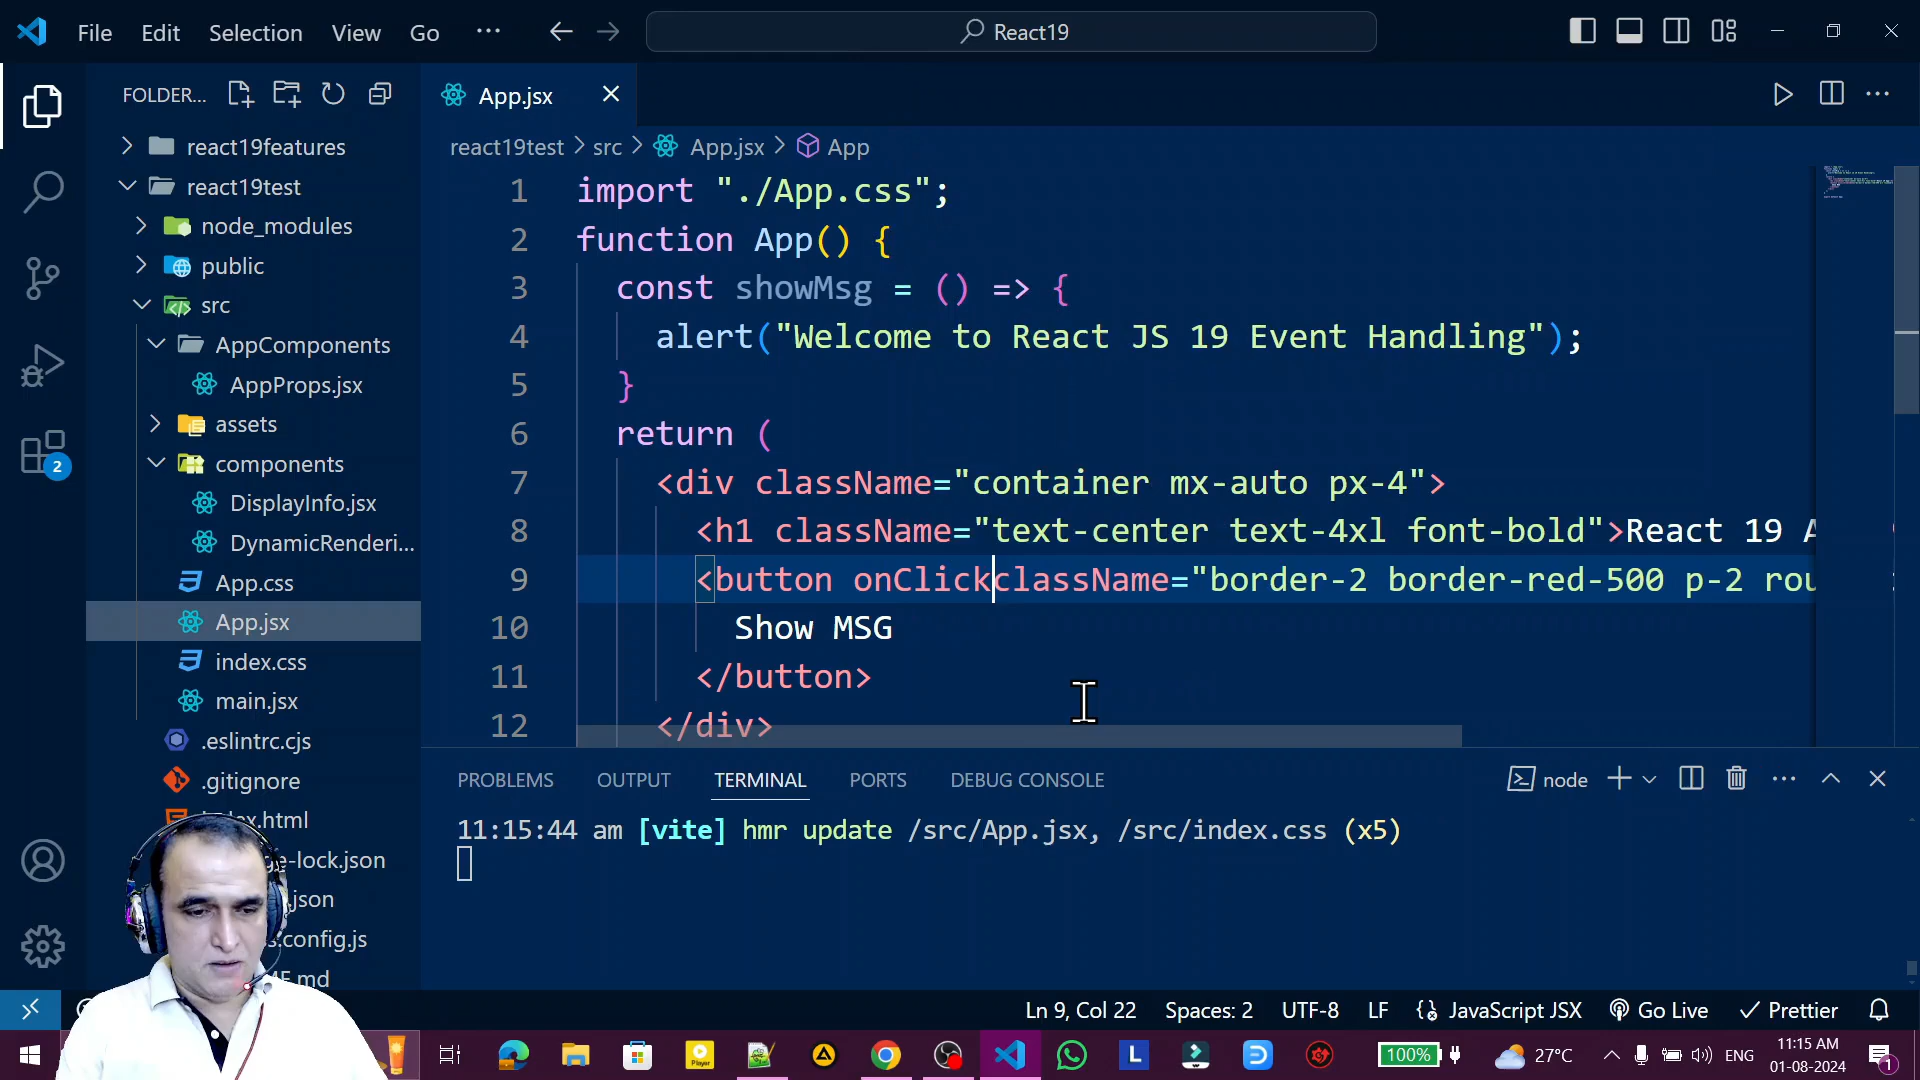 File Edit Selection View Go ... React19
FOLDER...
react19features
react19test
node_modules
public
src
AppComponents
AppProps.jsx
assets
components
DisplayInfo.jsx
DynamicRenderi...
App.css
App.jsx
index.css
main.jsx
.eslintrc.cjs
.gitignore
2
App.jsx
react19test > src > App.jsx > App
1 import "./App.css";
2 function App() {
3 const showMsg = () => {
4 alert("Welcome to React JS 19 Event Handling");
5 }
6 return (
7 <div className="container mx-auto px-4">
8 <h1 className="text-center text-4xl font-bold">React 19 A
9 <button onClickclassName="border-2 border-red-500 p-2 rou
10 Show MSG
11 </button>
12 </div>
PROBLEMS OUTPUT TERMINAL PORTS DEBUG CONSOLE node
11:15:44 am [vite] hmr update /src/App.jsx, /src/index.css (x5)
Ln 9, Col 22 Spaces: 2 UTF-8 LF JavaScript JSX Go Live Prettier
Player L 100% 27°C ENG 11:15 AM
01-08-2024
1